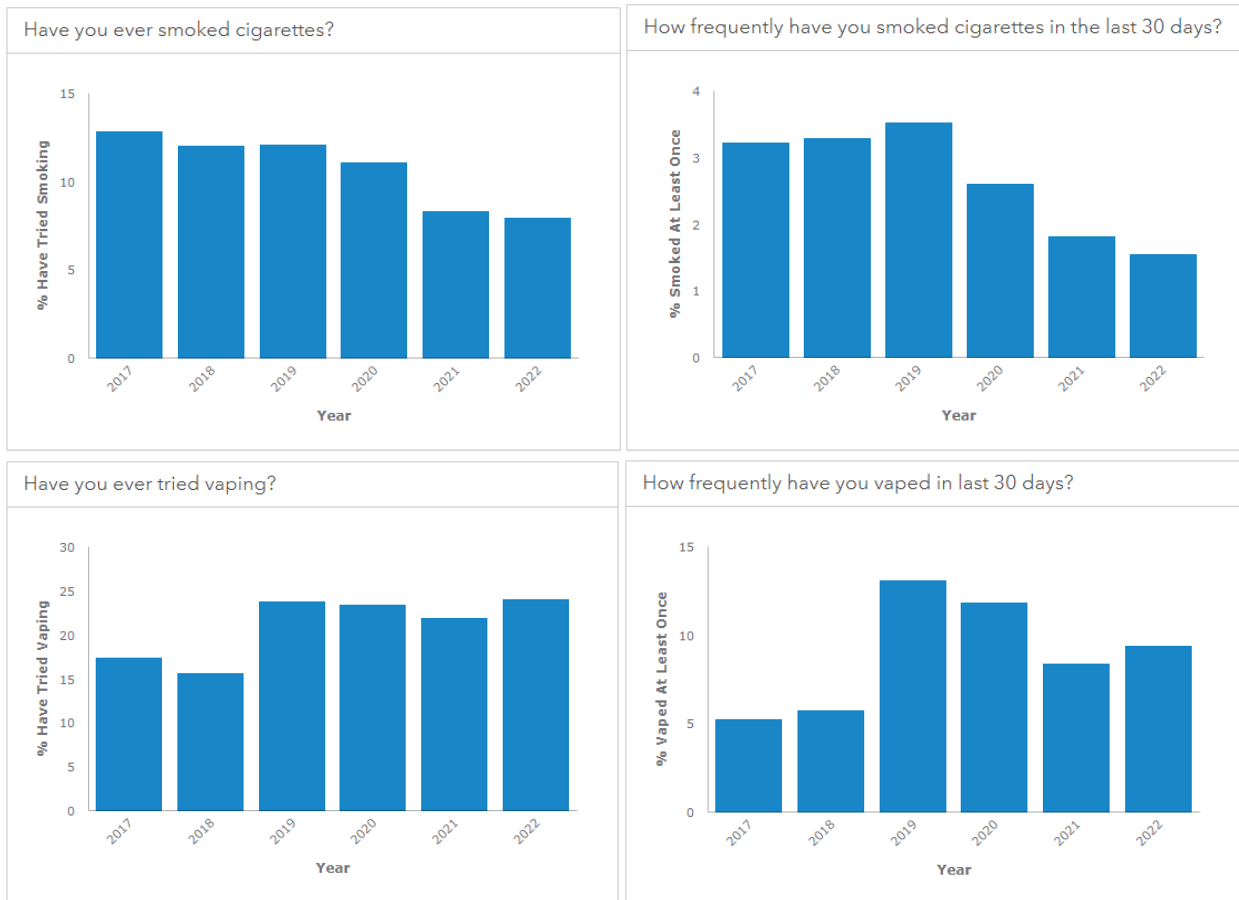 Have you ever smoked cigarettes?
15
10
5
0
% Have Tried Smoking
2017 2018 2019 2020 2021 2022
Year
How frequently have you smoked cigarettes in the last 30 days?
4
3
2
1
0
% Smoked At Least Once
2017 2018 2019 2020 2021 2022
Year
Have you ever tried vaping?
30
25
20
15
10
5
0
% Have Tried Vaping
2017 2018 2019 2020 2021 2022
Year
How frequently have you vaped in last 30 days?
15
10
5
0
% Vaped At Least Once
2017 2018 2019 2020 2021 2022
Year